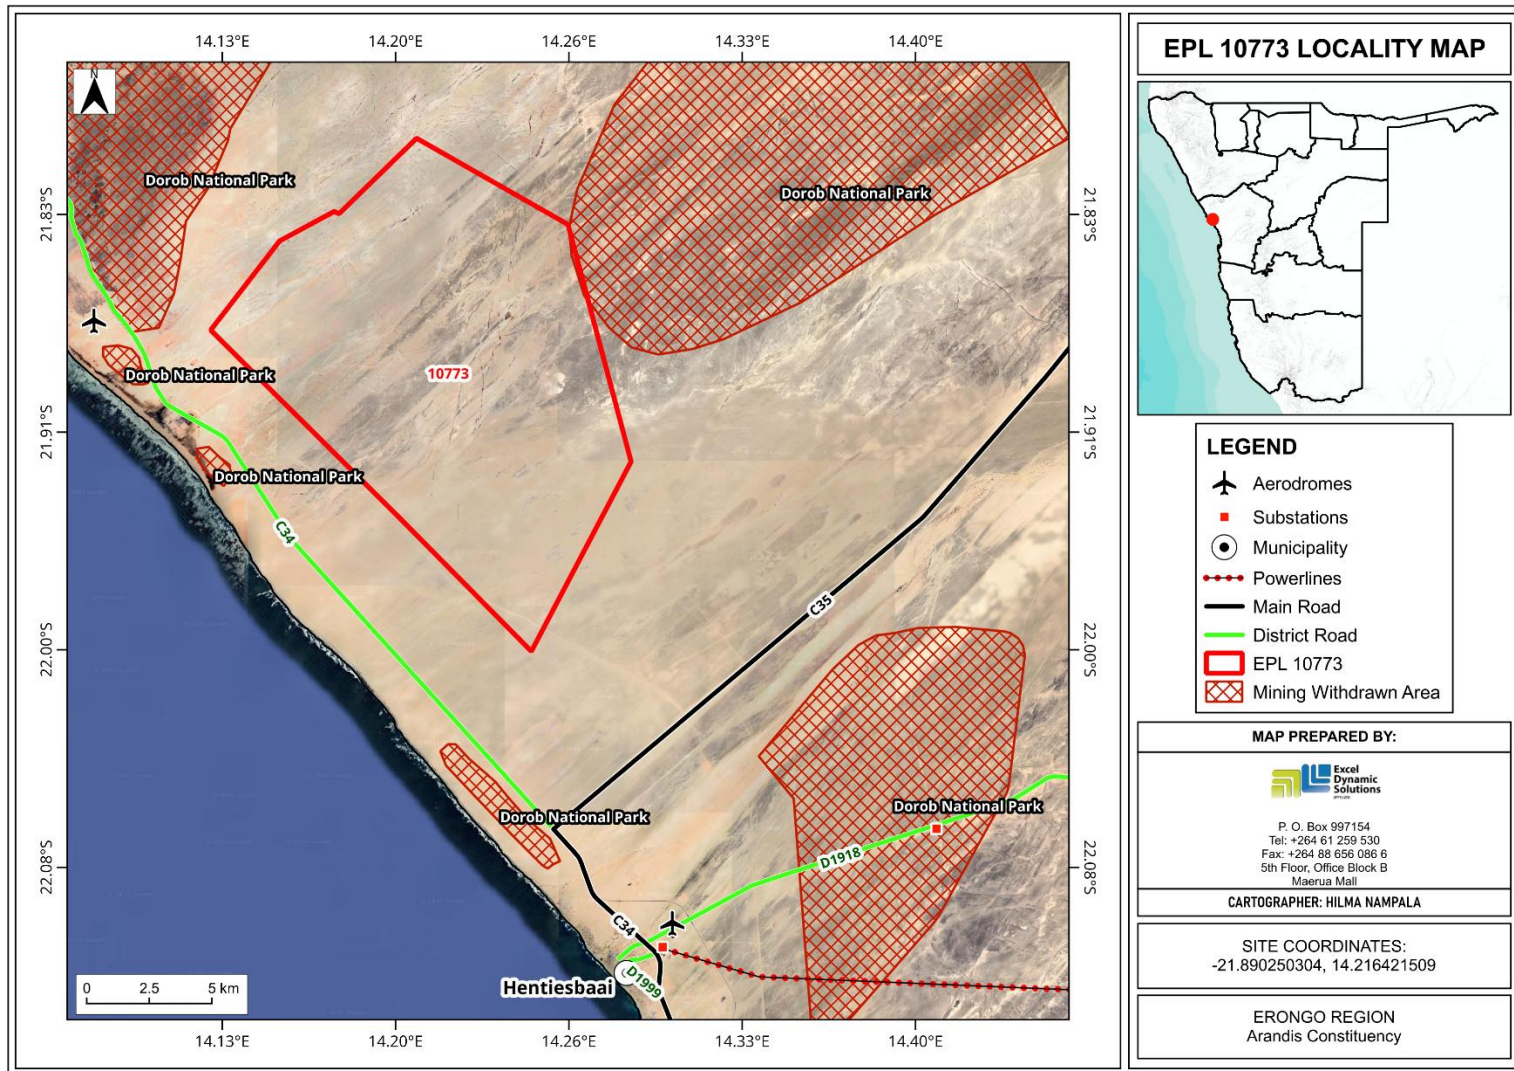 14.13°E 14.20°E 14.26°E 14.33°E 14.40°E
N
Dorob National Park
Dorob National Park
21.83°S
21.83°S
10773
Dorob National Park
21.91°S
21.91°S
Dorob National Park
C34
C35
22.00°S
22.00°S
Dorob National Park
Dorob National Park
D1918
22.08°S
22.08°S
C34
D1999
Hentiesbaai
0 2.5 5 km
14.13°E 14.20°E 14.26°E 14.33°E 14.40°E
EPL 10773 LOCALITY MAP
LEGEND
Aerodromes
Substations
Municipality
Powerlines
Main Road
District Road
EPL 10773
Mining Withdrawn Area
MAP PREPARED BY:
Excel
Dynamic
Solutions
P. O. Box 997154
Tel: +264 61 259 530
Fax: +264 88 656 086 6
5th Floor, Office Block B
Maerua Mall
CARTOGRAPHER: HILMA NAMPALA
SITE COORDINATES:
-21.890250304, 14.216421509
ERONGO REGION
Arandis Constituency